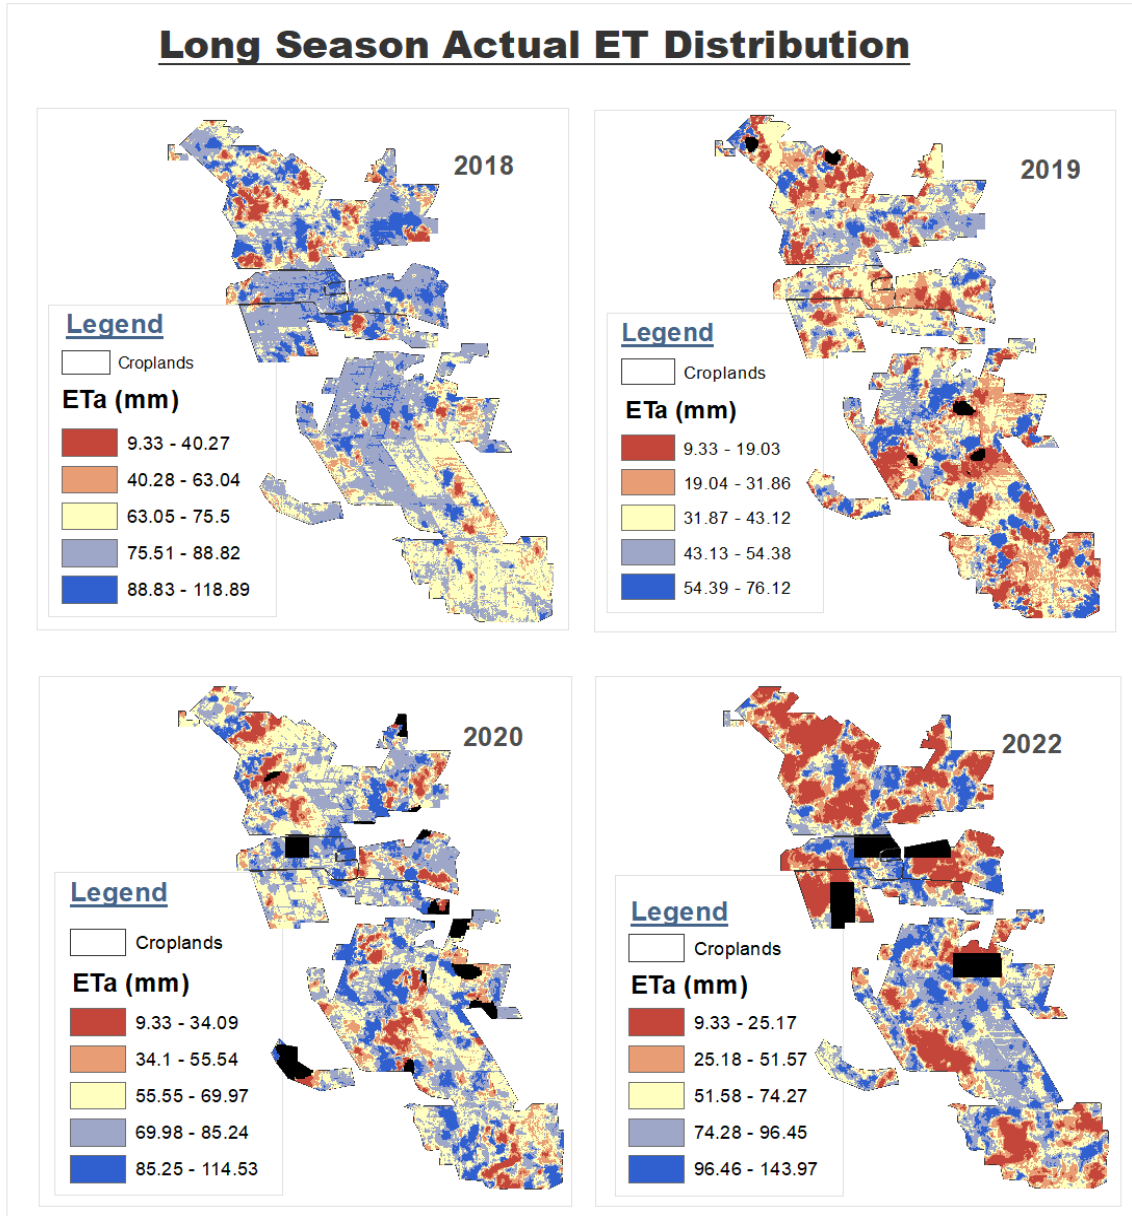 Long Season Actual ET Distribution
2018
Legend
Croplands
ETa (mm)
9.33 - 40.27
40.28 - 63.04
63.05 - 75.5
75.51 - 88.82
88.83 - 118.89
2019
Legend
Croplands
ETa (mm)
9.33 - 19.03
19.04 - 31.86
31.87 - 43.12
43.13 - 54.38
54.39 - 76.12
2020
Legend
Croplands
ETa (mm)
9.33 - 34.09
34.1 - 55.54
55.55 - 69.97
69.98 - 85.24
85.25 - 114.53
2022
Legend
Croplands
ETa (mm)
9.33 - 25.17
25.18 - 51.57
51.58 - 74.27
74.28 - 96.45
96.46 - 143.97